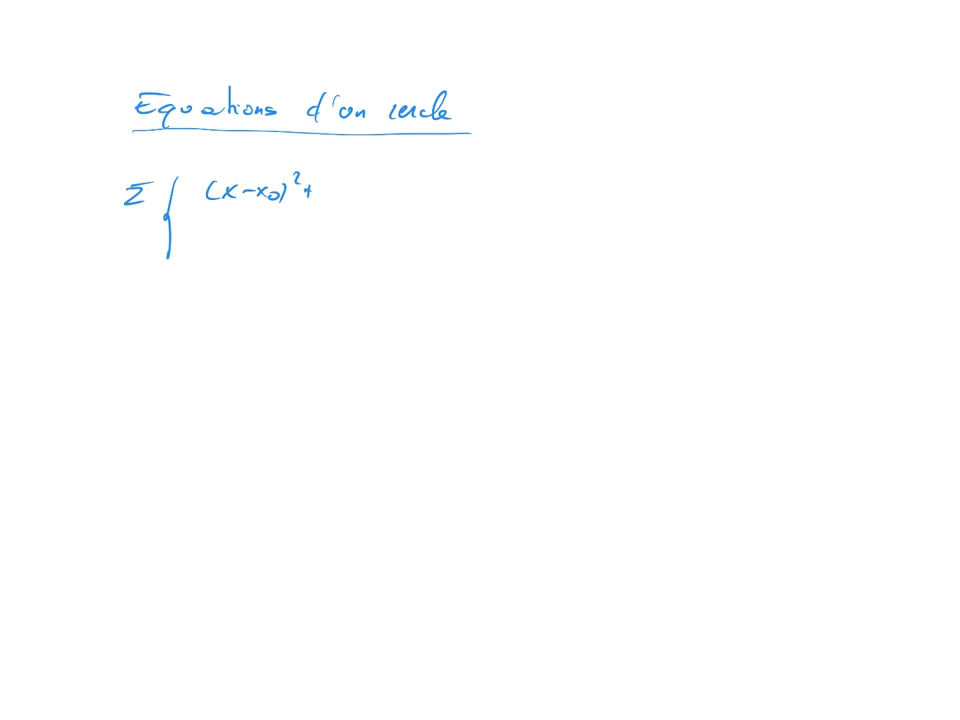 Equations d'un cercle
Σ { (x-x₀)² +